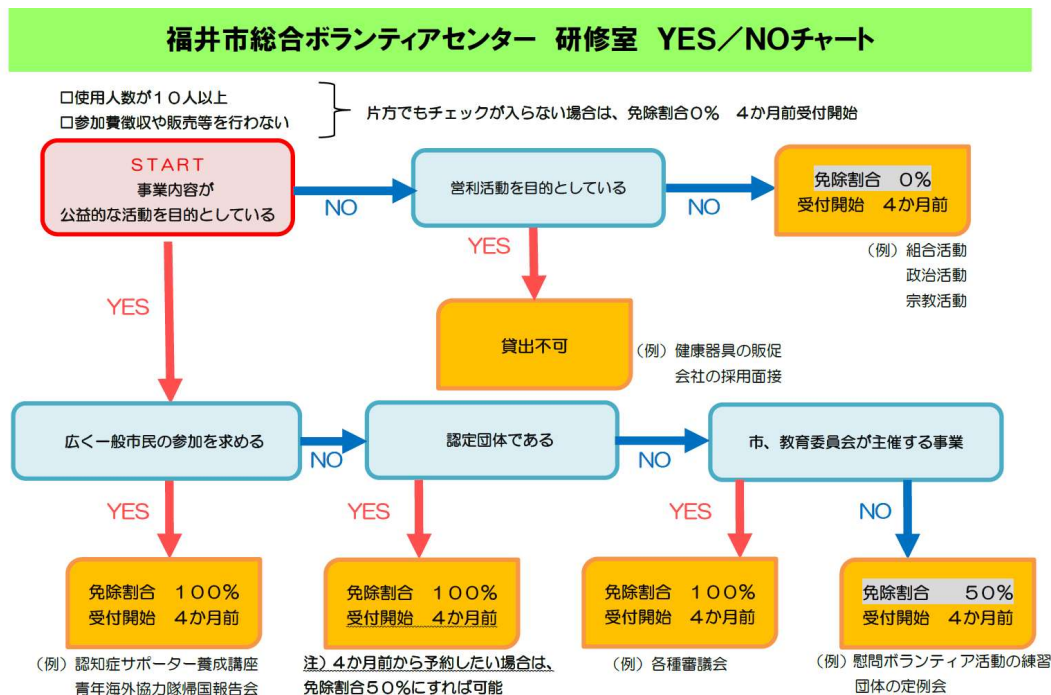 福井市総合ボランティアセンター 研修室 YES／NOチャート
□使用人数が１０人以上
□参加費徴収や販売等を行わない
片方でもチェックが入らない場合は、免除割合０％ ４か月前受付開始
START
事業内容が
公益的な活動を目的としている
NO
営利活動を目的としている
NO
免除割合 ０％
受付開始 ４か月前
（例）組合活動
政治活動
宗教活動
YES
YES
貸出不可
（例）健康器具の販促
会社の採用面接
広く一般市民の参加を求める
NO
認定団体である
NO
市、教育委員会が主催する事業
YES
YES
YES
NO
免除割合 １００％
受付開始 ４か月前
免除割合 １００％
受付開始 ４か月前
免除割合 １００％
受付開始 ４か月前
免除割合 ５０％
受付開始 ４か月前
（例）認知症サポーター養成講座
青年海外協力隊帰国報告会
注）４か月前から予約したい場合は、
免除割合５０％にすれば可能
（例）各種審議会
（例）慰問ボランティア活動の練習
団体の定例会